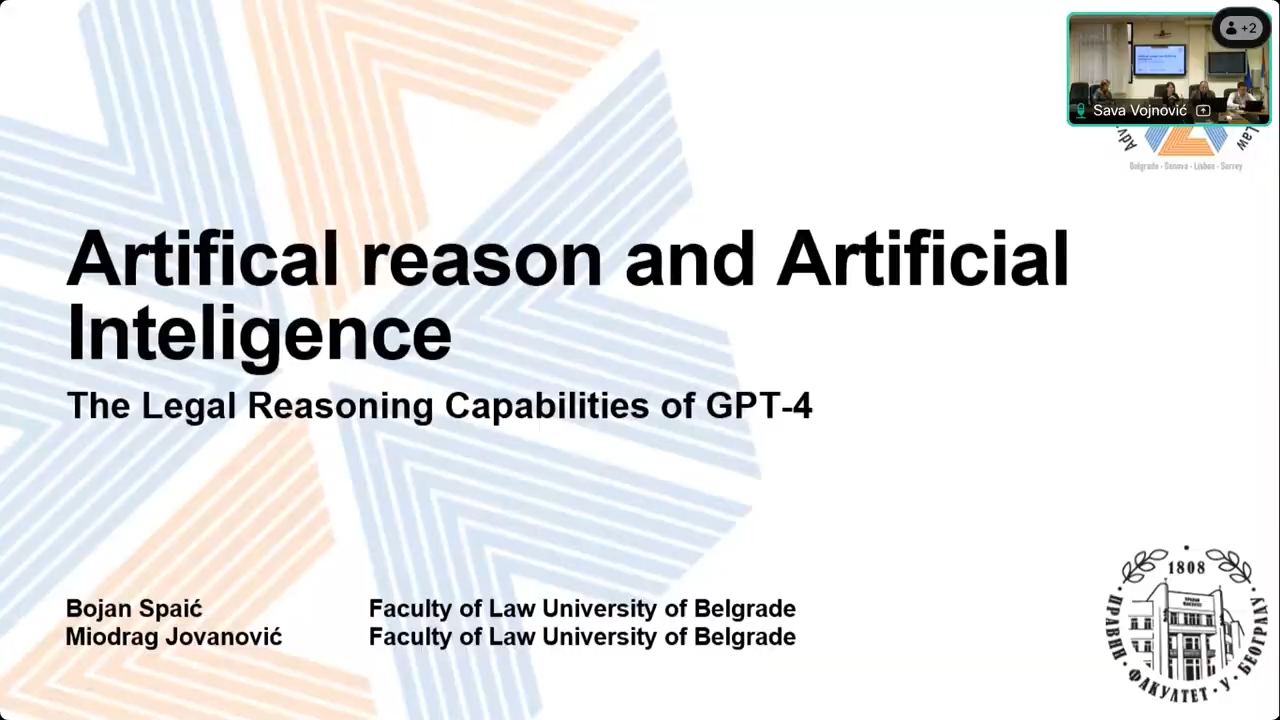 +2
Sava Vojnović
Adv
Law
Belgrade - Genova - Lisbon - Surrey
Artifical reason and Artificial
Inteligence
The Legal Reasoning Capabilities of GPT-4
Bojan Spaić Faculty of Law University of Belgrade
Miodrag Jovanović Faculty of Law University of Belgrade
1808
ПРАВНИ • ФАКУЛТЕТ • У • БЕОГРАДУ